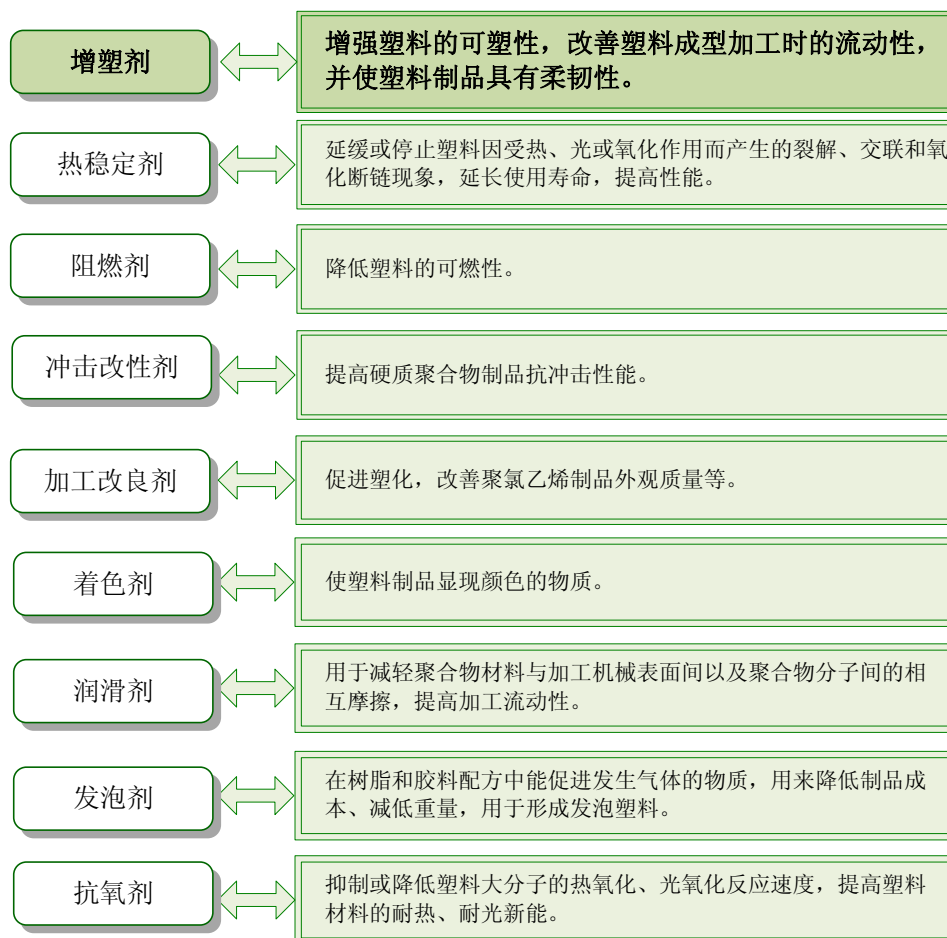 增塑剂
增强塑料的可塑性，改善塑料成型加工时的流动性，
并使塑料制品具有柔韧性。
热稳定剂
延缓或停止塑料因受热、光或氧化作用而产生的裂解、交联和氧
化断链现象，延长使用寿命，提高性能。
阻燃剂
降低塑料的可燃性。
冲击改性剂
提高硬质聚合物制品抗冲击性能。
加工改良剂
促进塑化，改善聚氯乙烯制品外观质量等。
着色剂
使塑料制品显现颜色的物质。
润滑剂
用于减轻聚合物材料与加工机械表面间以及聚合物分子间的相
互摩擦，提高加工流动性。
发泡剂
在树脂和胶料配方中能促进发生气体的物质，用来降低制品成
本、减低重量，用于形成发泡塑料。
抗氧剂
抑制或降低塑料大分子的热氧化、光氧化反应速度，提高塑料
材料的耐热、耐光新能。